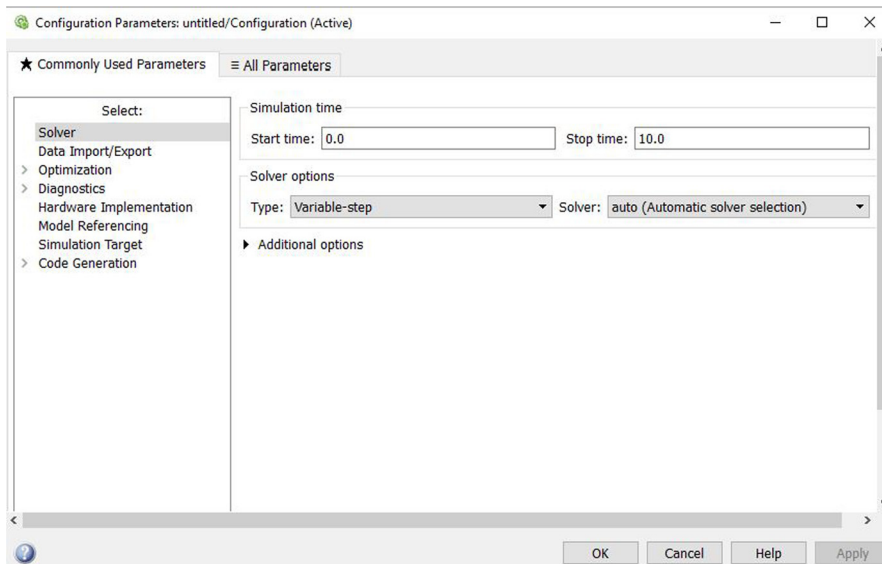 Configuration Parameters: untitled/Configuration (Active)
★ Commonly Used Parameters
≡ All Parameters
Select:
Solver
Data Import/Export
Optimization
Diagnostics
Hardware Implementation
Model Referencing
Simulation Target
Code Generation
Simulation time
Start time: 0.0 Stop time: 10.0
Solver options
Type: Variable-step Solver: auto (Automatic solver selection)
Additional options
OK Cancel Help Apply